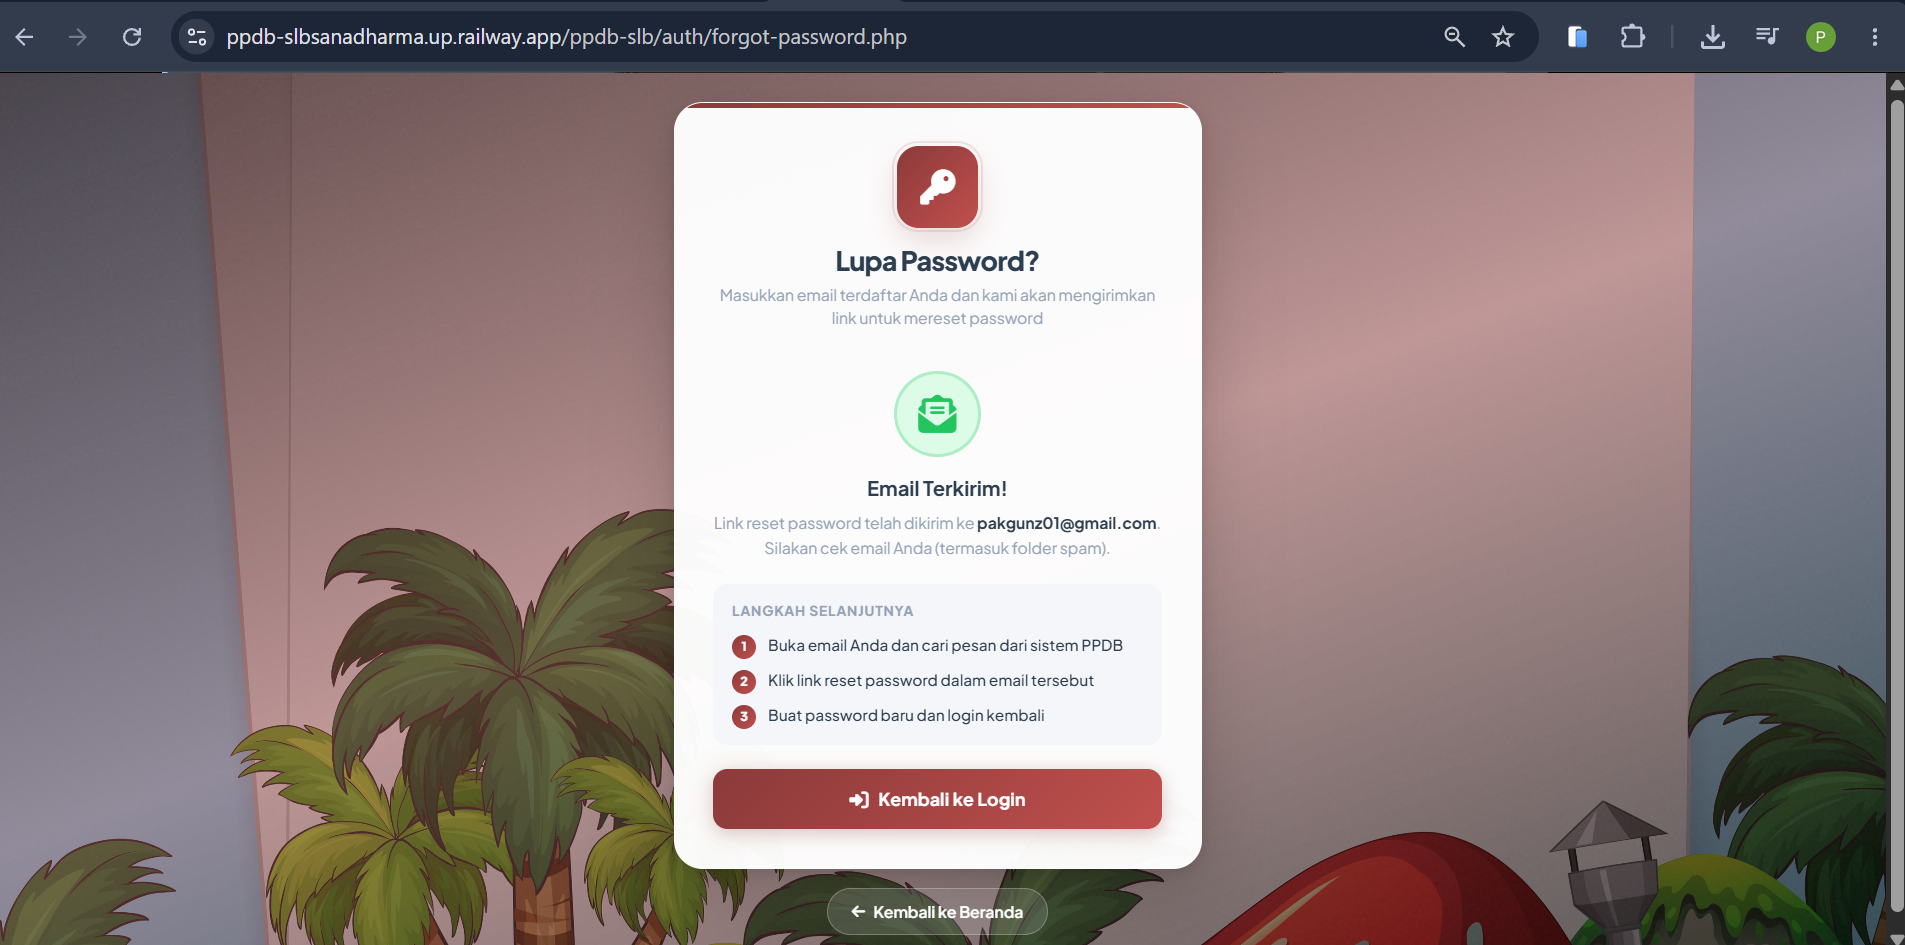 ppdb-slbsanadharma.up.railway.app/ppdb-slb/auth/forgot-password.php
P
Lupa Password?
Masukkan email terdaftar Anda dan kami akan mengirimkan
link untuk mereset password
Email Terkirim!
Link reset password telah dikirim ke pakgunz01@gmail.com.
Silakan cek email Anda (termasuk folder spam).
LANGKAH SELANJUTNYA
1 Buka email Anda dan cari pesan dari sistem PPDB
2 Klik link reset password dalam email tersebut
3 Buat password baru dan login kembali
Kembali ke Login
Kembali ke Beranda